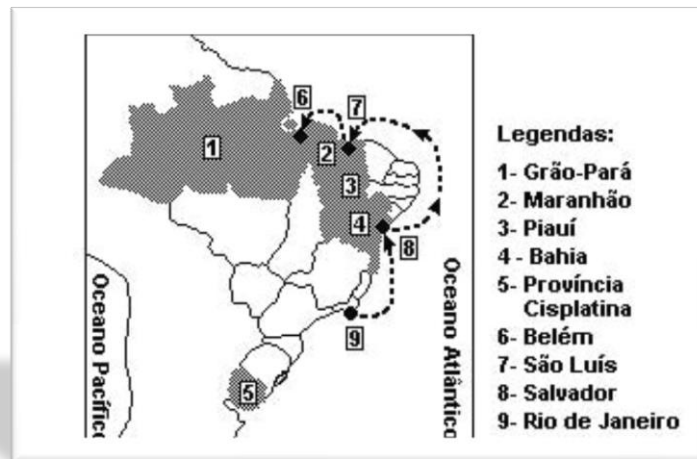 6
7
1
2
3
4
8
9
5
Oceano Pacífico
Oceano Atlântico
Legendas:
1- Grão-Pará
2- Maranhão
3- Piauí
4 - Bahia
5- Província
Cisplatina
6- Belém
7- São Luís
8- Salvador
9- Rio de Janeiro